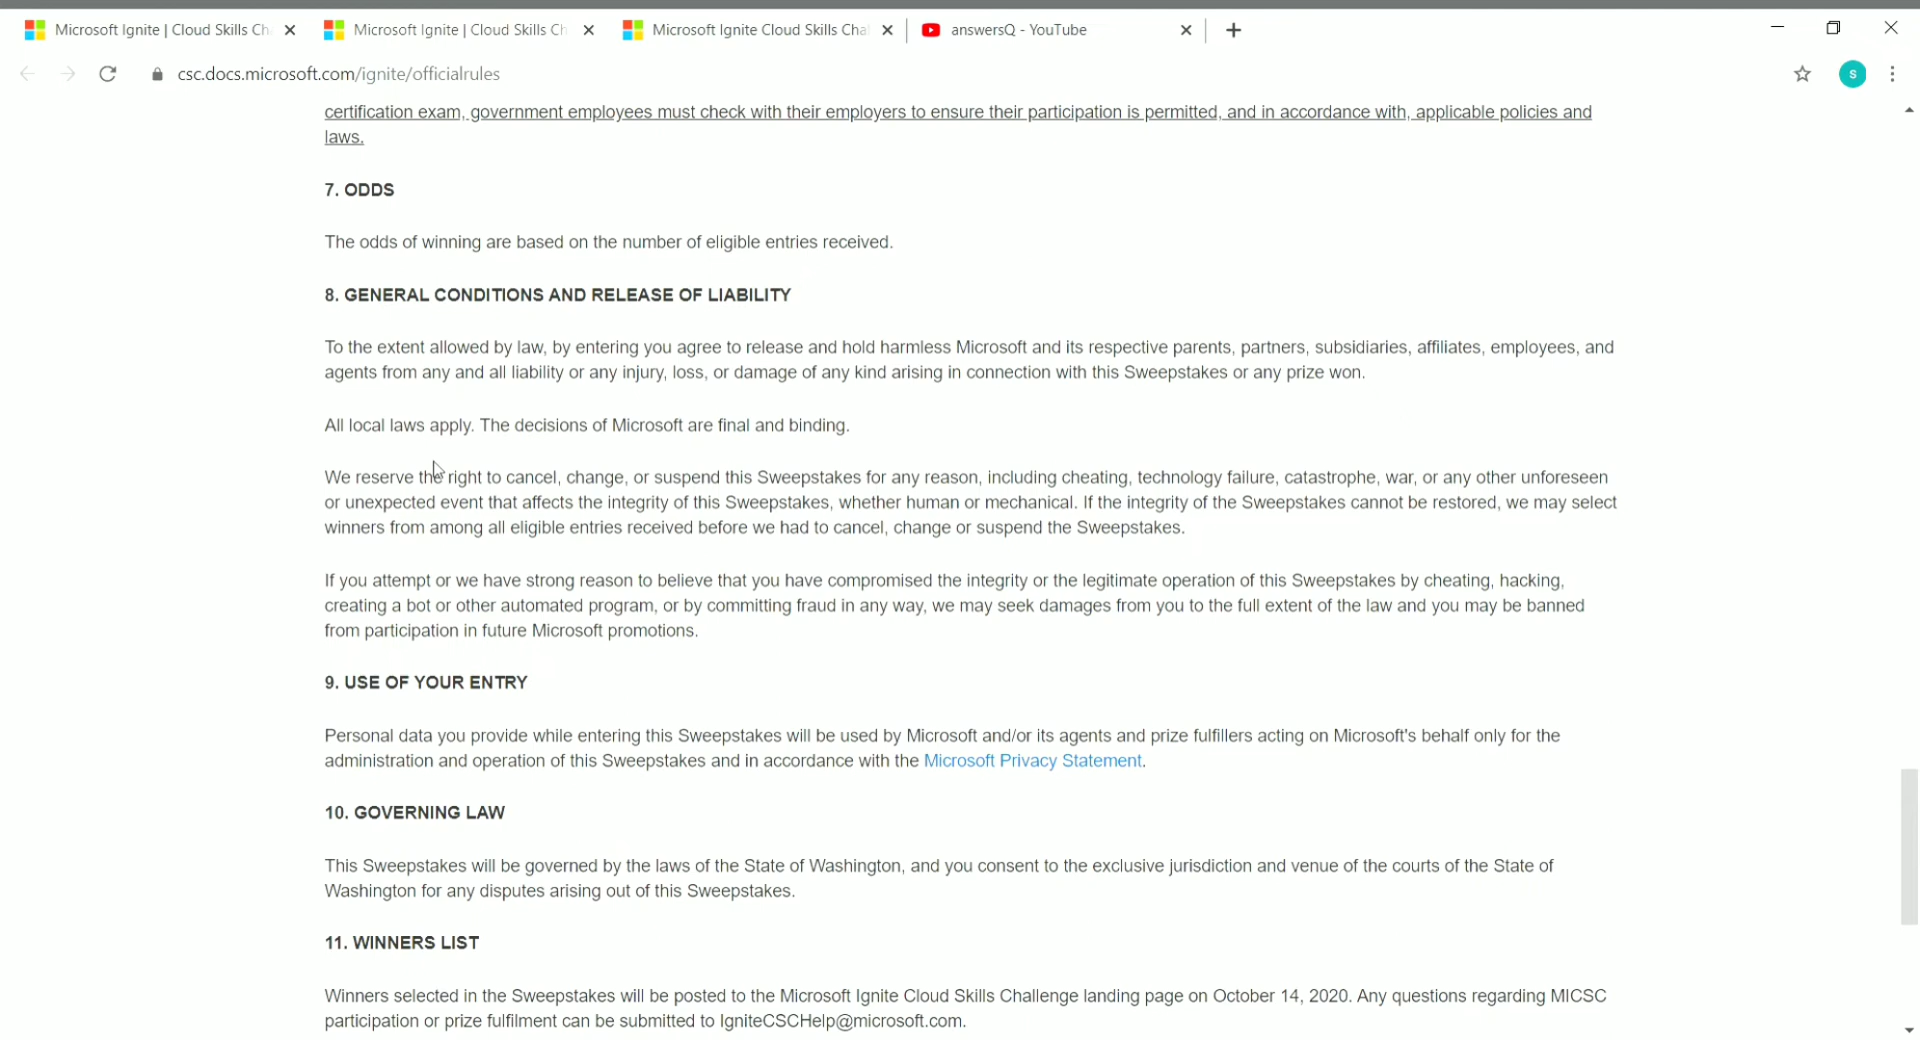 Microsoft Ignite | Cloud Skills Ch
Microsoft Ignite | Cloud Skills Ch
Microsoft Ignite Cloud Skills Chal
answersQ - YouTube
csc.docs.microsoft.com/ignite/officialrules
S
certification exam, government employees must check with their employers to ensure their participation is permitted, and in accordance with, applicable policies and
laws.
7. ODDS
The odds of winning are based on the number of eligible entries received.
8. GENERAL CONDITIONS AND RELEASE OF LIABILITY
To the extent allowed by law, by entering you agree to release and hold harmless Microsoft and its respective parents, partners, subsidiaries, affiliates, employees, and
agents from any and all liability or any injury, loss, or damage of any kind arising in connection with this Sweepstakes or any prize won.
All local laws apply. The decisions of Microsoft are final and binding.
We reserve the right to cancel, change, or suspend this Sweepstakes for any reason, including cheating, technology failure, catastrophe, war, or any other unforeseen
or unexpected event that affects the integrity of this Sweepstakes, whether human or mechanical. If the integrity of the Sweepstakes cannot be restored, we may select
winners from among all eligible entries received before we had to cancel, change or suspend the Sweepstakes.
If you attempt or we have strong reason to believe that you have compromised the integrity or the legitimate operation of this Sweepstakes by cheating, hacking,
creating a bot or other automated program, or by committing fraud in any way, we may seek damages from you to the full extent of the law and you may be banned
from participation in future Microsoft promotions.
9. USE OF YOUR ENTRY
Personal data you provide while entering this Sweepstakes will be used by Microsoft and/or its agents and prize fulfillers acting on Microsoft's behalf only for the
administration and operation of this Sweepstakes and in accordance with the Microsoft Privacy Statement.
10. GOVERNING LAW
This Sweepstakes will be governed by the laws of the State of Washington, and you consent to the exclusive jurisdiction and venue of the courts of the State of
Washington for any disputes arising out of this Sweepstakes.
11. WINNERS LIST
Winners selected in the Sweepstakes will be posted to the Microsoft Ignite Cloud Skills Challenge landing page on October 14, 2020. Any questions regarding MICSC
participation or prize fulfilment can be submitted to IgniteCSCHelp@microsoft.com.